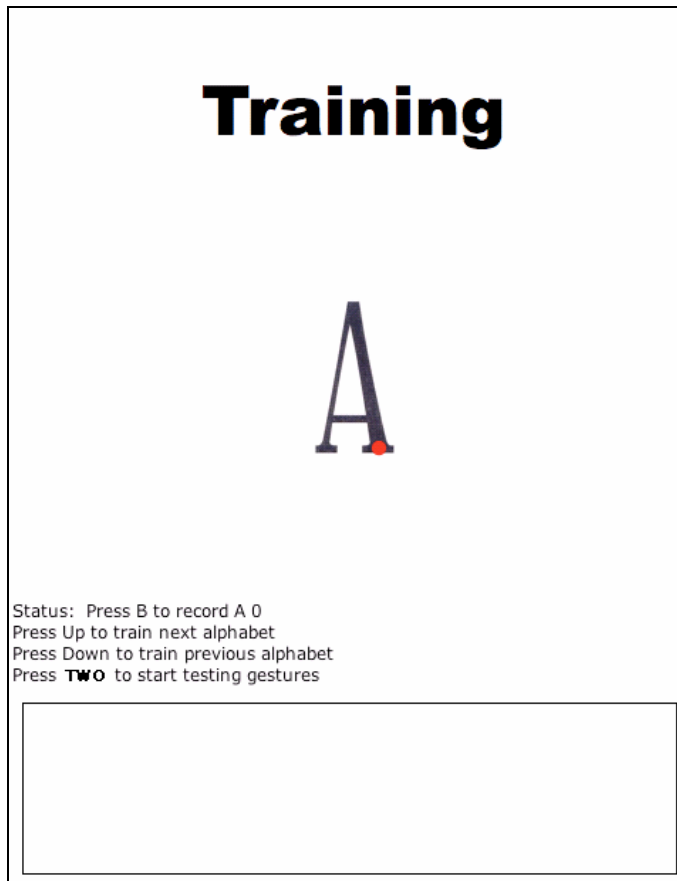 Training
A
Status: Press B to record A 0
Press Up to train next alphabet
Press Down to train previous alphabet
Press TWO to start testing gestures